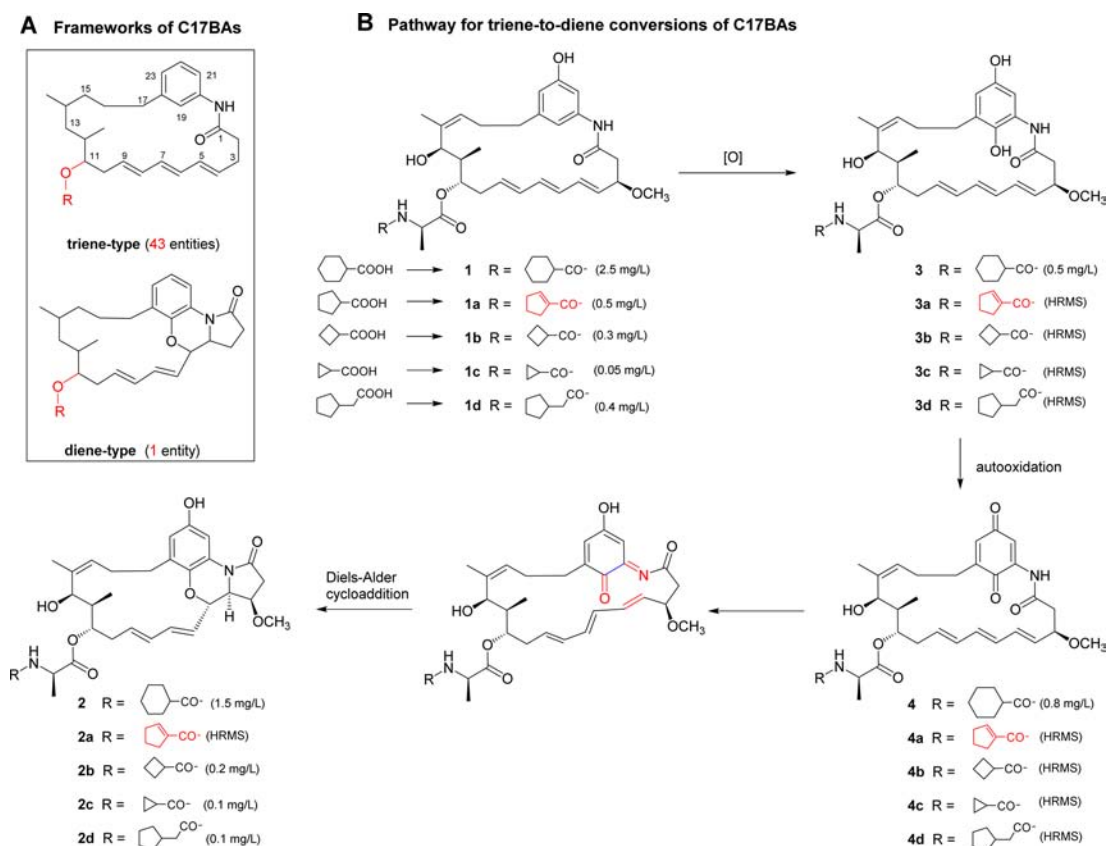 A Frameworks of C17BAs
23
21
15
17
19
NH
O
1
13
11
9
7
5
3
O
R
triene-type (43 entities)
O
N
O
O
R
diene-type (1 entity)
B Pathway for triene-to-diene conversions of C17BAs
OH
NH
O
HO
O
OCH3
H
N
R
O
[O]
OH
NH
OH
O
HO
O
OCH3
H
N
R
O
COOH 1 R = CO- (2.5 mg/L)
COOH 1a R = CO- (0.5 mg/L)
COOH 1b R = CO- (0.3 mg/L)
COOH 1c R = CO- (0.05 mg/L)
COOH 1d R = CO- (0.4 mg/L)
3 R = CO- (0.5 mg/L)
3a R = CO- (HRMS)
3b R = CO- (HRMS)
3c R = CO- (HRMS)
3d R = CO- (HRMS)
autooxidation
OH
O
N
O
H
HO
O
OCH3
H
N
R
O
Diels-Alder
cycloaddition
OH
O
N
O
HO
O
OCH3
H
N
R
O
O
NH
O
O
HO
O
OCH3
H
N
R
O
2 R = CO- (1.5 mg/L)
2a R = CO- (HRMS)
2b R = CO- (0.2 mg/L)
2c R = CO- (0.1 mg/L)
2d R = CO- (0.1 mg/L)
4 R = CO- (0.8 mg/L)
4a R = CO- (HRMS)
4b R = CO- (HRMS)
4c R = CO- (HRMS)
4d R = CO- (HRMS)